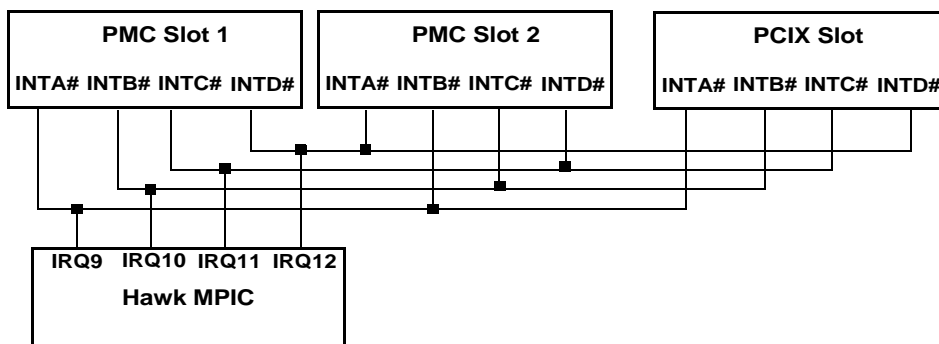 PMC Slot 1
INTA# INTB# INTC# INTD#
PMC Slot 2
INTA# INTB# INTC# INTD#
PCIX Slot
INTA# INTB# INTC# INTD#
IRQ9 IRQ10 IRQ11 IRQ12
Hawk MPIC